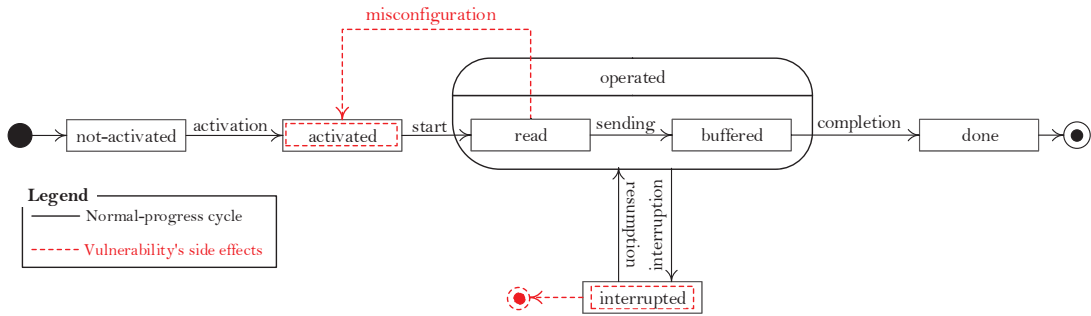 misconfiguration
operated
not-activated
activation
activated
start
read
sending
buffered
completion
done
resumption
interruption
interrupted
Legend
Normal-progress cycle
Vulnerability's side effects